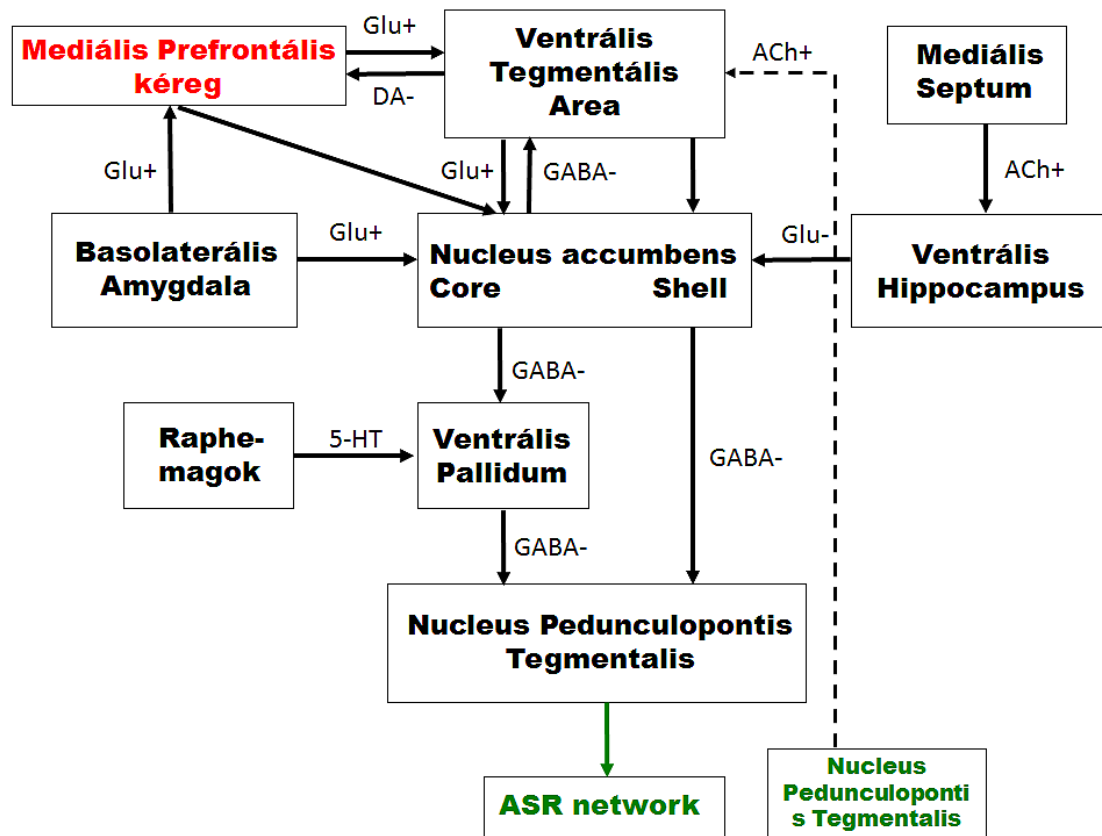 Mediális Prefrontális
kéreg
Glu+
DA-
Ventrális
Tegmentális
Area
ACh+
Mediális
Septum
Glu+
Glu+
GABA-
ACh+
Basolaterális
Amygdala
Glu+
Nucleus accumbens
Core Shell
Glu-
Ventrális
Hippocampus
GABA-
Raphe-
magok
5-HT
Ventrális
Pallidum
GABA-
GABA-
Nucleus Pedunculopontis
Tegmentalis
ASR network
Nucleus
Pedunculoponti
s Tegmentalis